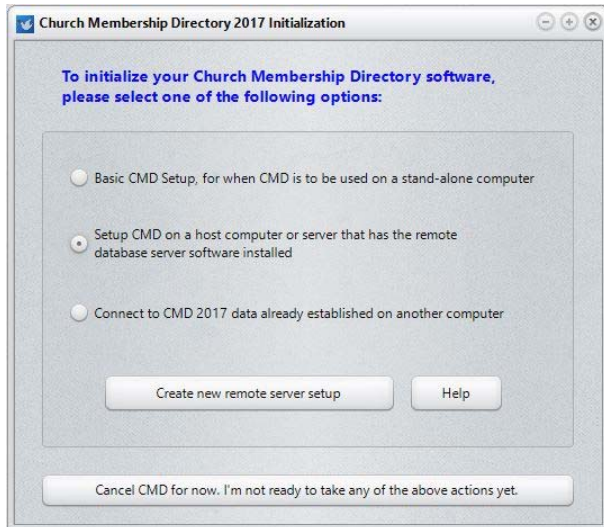 Church Membership Directory 2017 Initialization
To initialize your Church Membership Directory software,
please select one of the following options:
Basic CMD Setup, for when CMD is to be used on a stand-alone computer
Setup CMD on a host computer or server that has the remote
database server software installed
Connect to CMD 2017 data already established on another computer
Create new remote server setup
Help
Cancel CMD for now. I'm not ready to take any of the above actions yet.